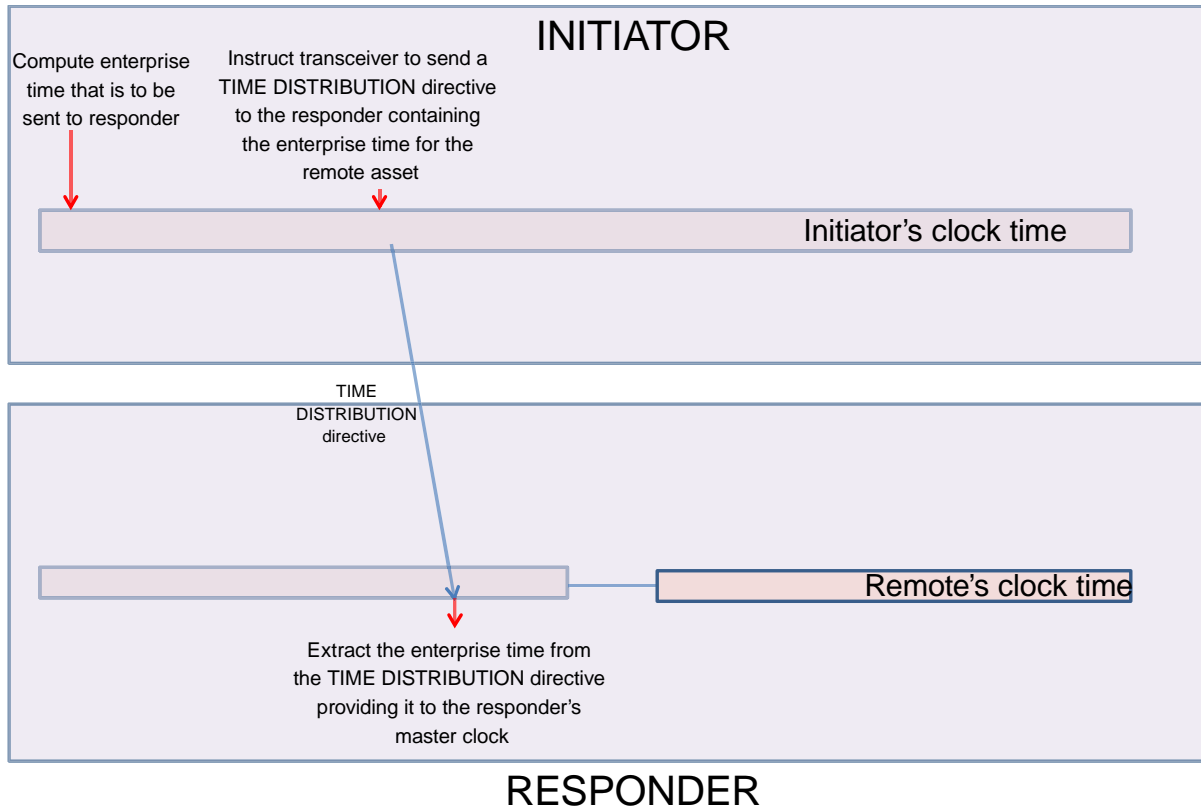 INITIATOR
Compute enterprise
time that is to be
sent to responder
Instruct transceiver to send a
TIME DISTRIBUTION directive
to the responder containing
the enterprise time for the
remote asset
Initiator’s clock time
TIME
DISTRIBUTION
directive
Remote’s clock time
Extract the enterprise time from
the TIME DISTRIBUTION directive
providing it to the responder’s
master clock
RESPONDER